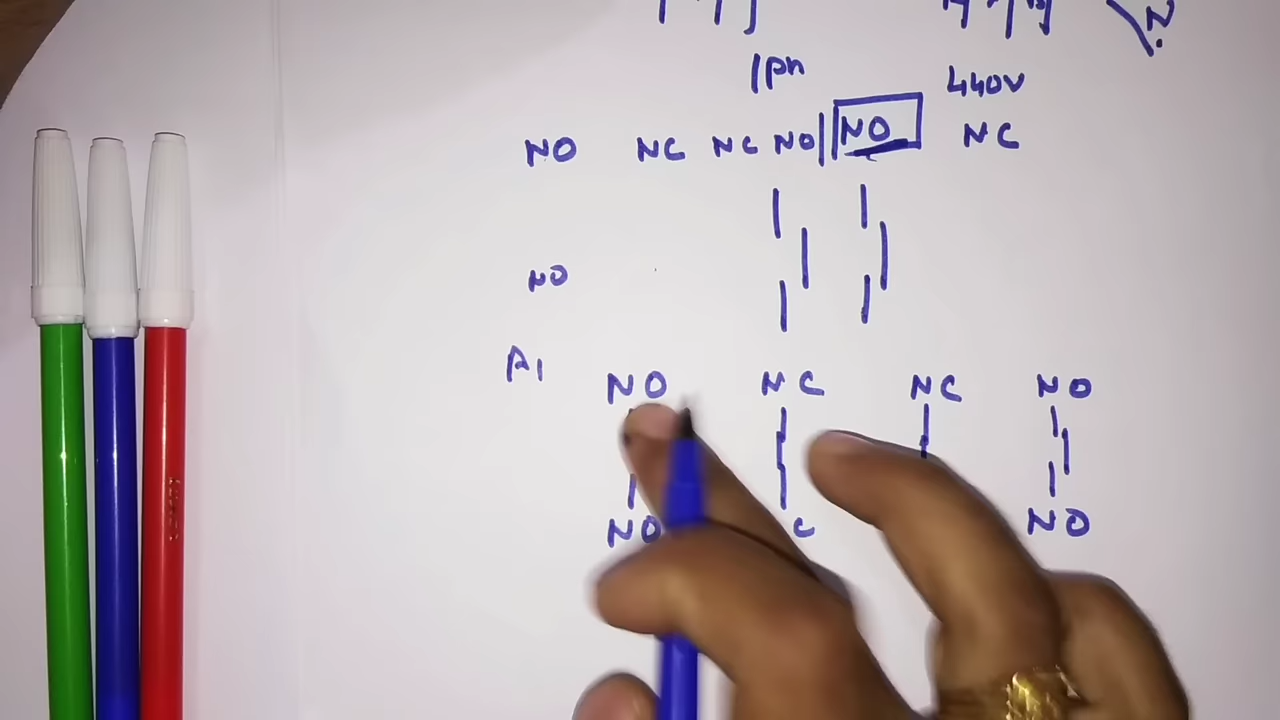 1ph 440V
NO NC NC NO NO NC
NO
A1
NO NC NC NO
NO C NO